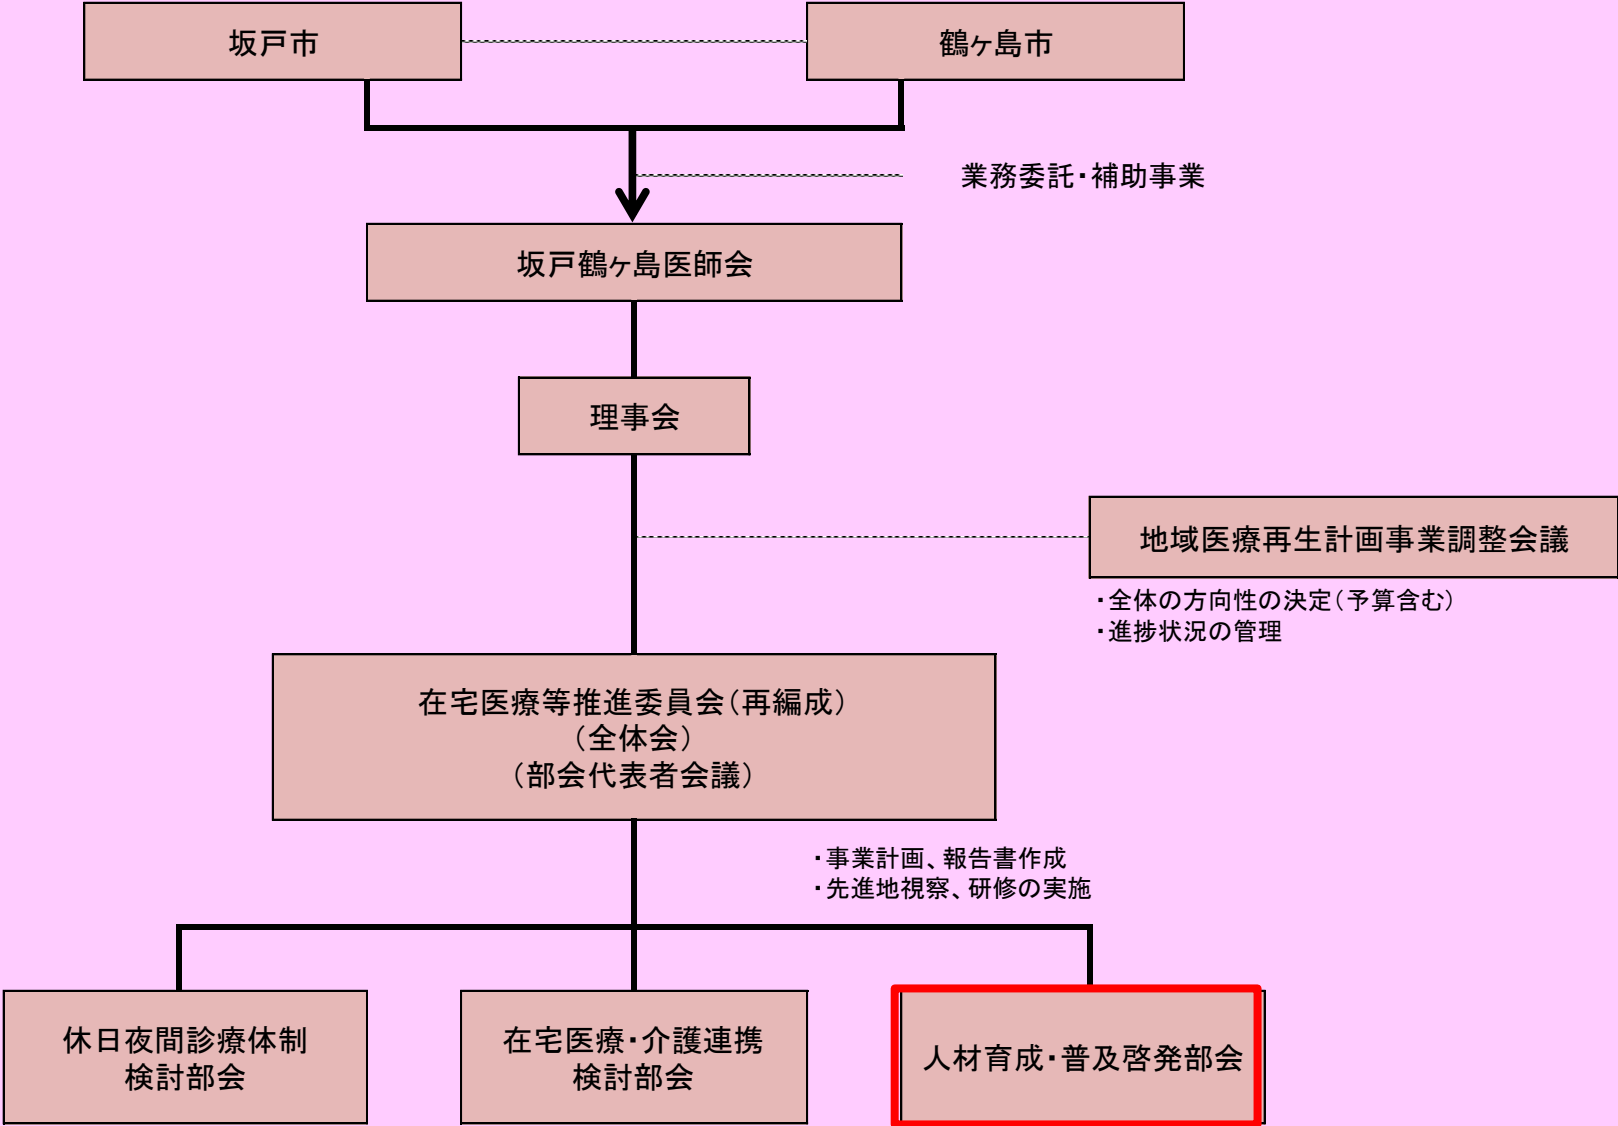 坂戸市
鶴ヶ島市
業務委託・補助事業
坂戸鶴ヶ島医師会
理事会
地域医療再生計画事業調整会議
・全体の方向性の決定（予算含む）
・進捗状況の管理
在宅医療等推進委員会（再編成）
（全体会）
（部会代表者会議）
・事業計画、報告書作成
・先進地視察、研修の実施
休日夜間診療体制
検討部会
在宅医療・介護連携
検討部会
人材育成・普及啓発部会